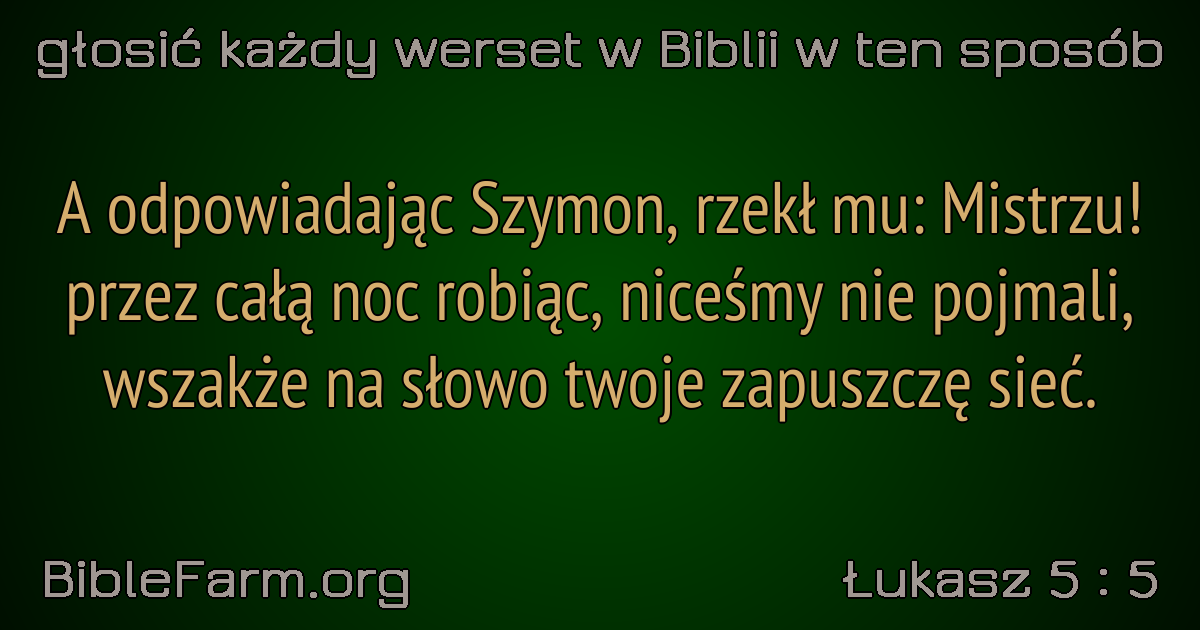 głosić każdy werset w Biblii w ten sposób
A odpowiadając Szymon, rzekł mu: Mistrzu!
przez całą noc robiąc, niceśmy nie pojmali,
wszakże na słowo twoje zapuszczę sieć.
BibleFarm.org
Łukasz 5 : 5